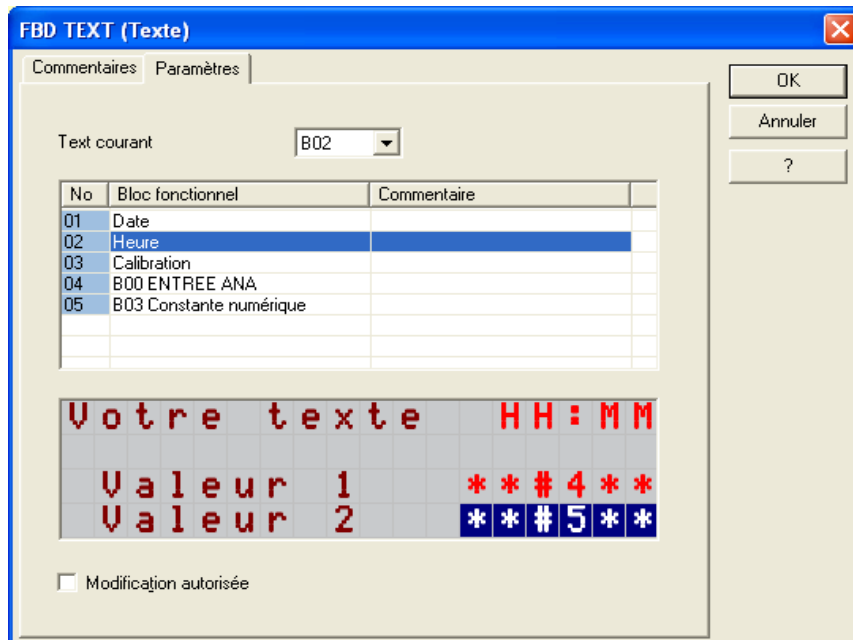 FBD TEXT (Texte)
Commentaires Paramètres
OK
Annuler
?
Text courant B02
No Bloc fonctionnel Commentaire
01 Date
02 Heure
03 Calibration
04 B00 ENTREE ANA
05 B03 Constante numérique
Votre texte HH:MM
Valeur 1 **#4**
Valeur 2 **#5**
Modification autorisée